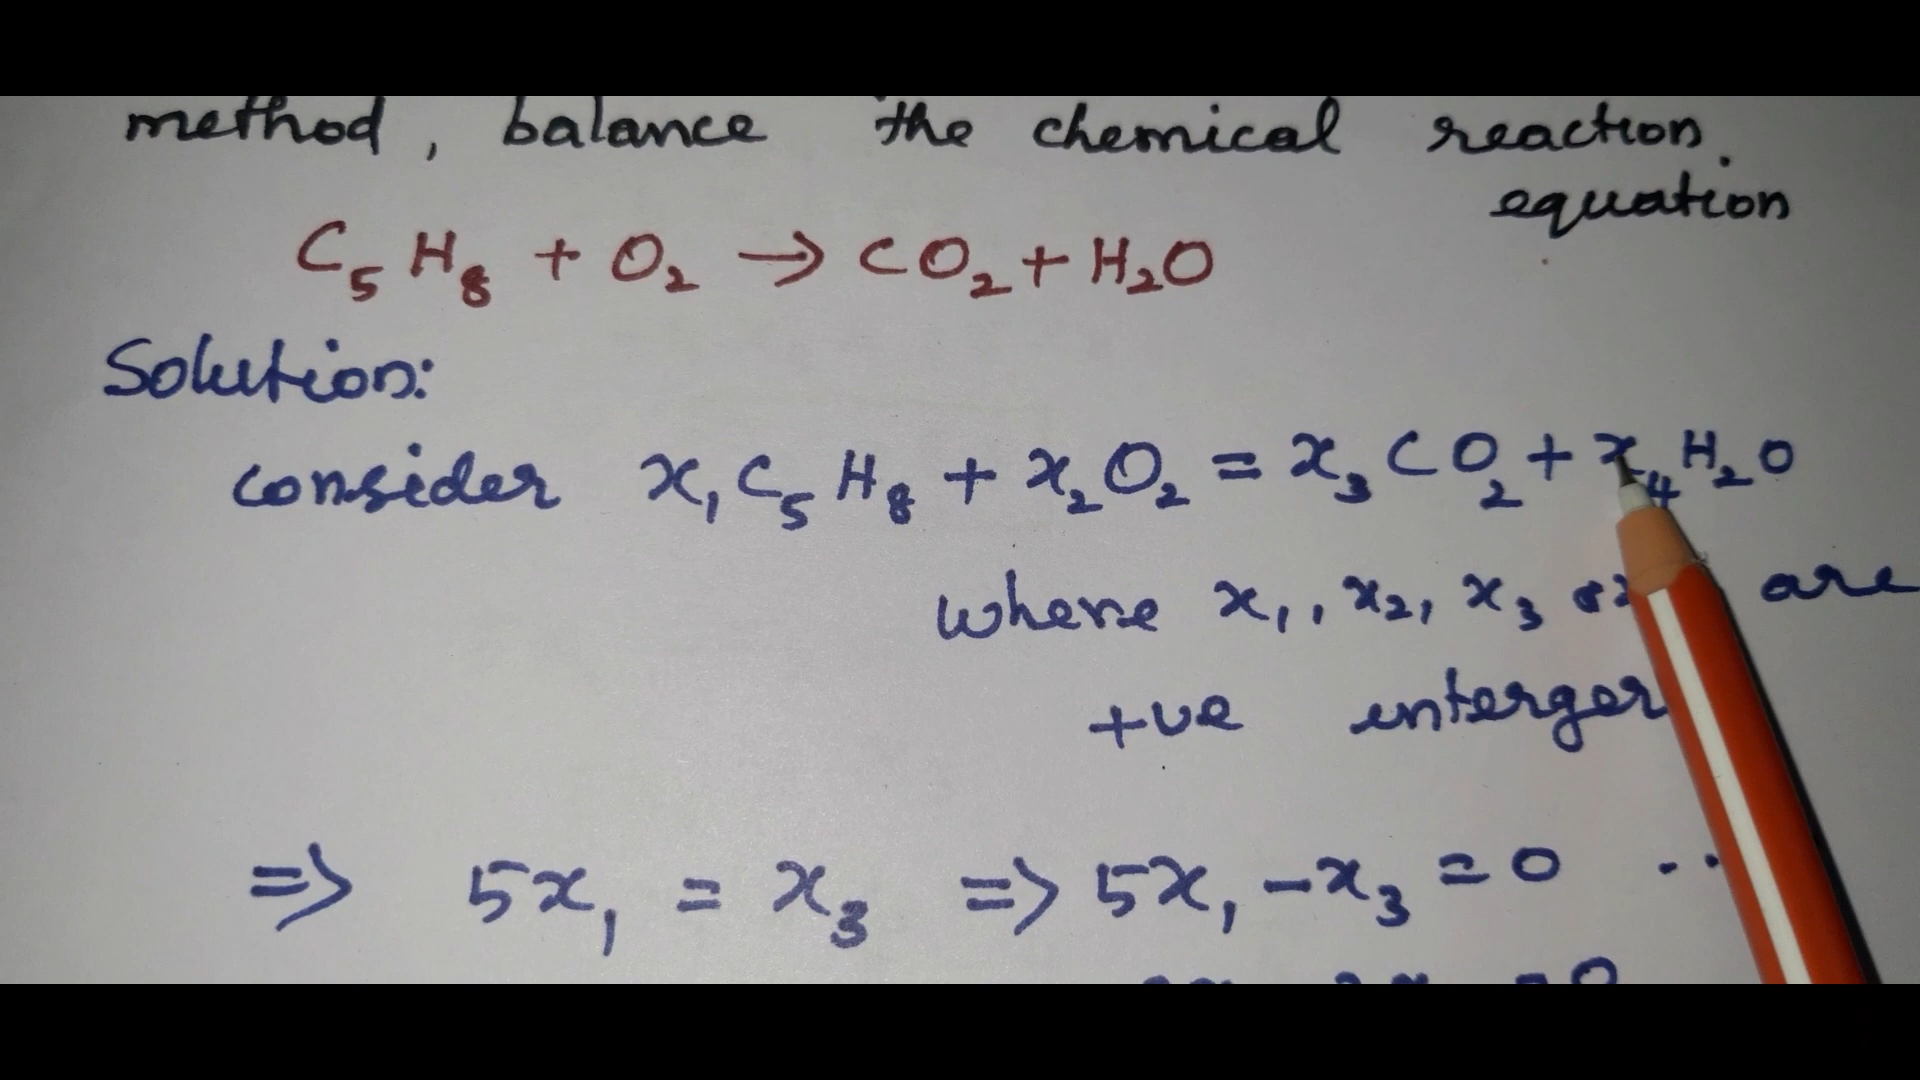 method, balance the chemical reaction.
equation
C₅H₈ + O₂ → CO₂ + H₂O
Solution:
consider x₁C₅H₈ + x₂O₂ = x₃CO₂ + x₄H₂O
where x₁, x₂, x₃ are
+ve enterger
⇒ 5x₁ = x₃ ⇒ 5x₁ - x₃ = 0 ..